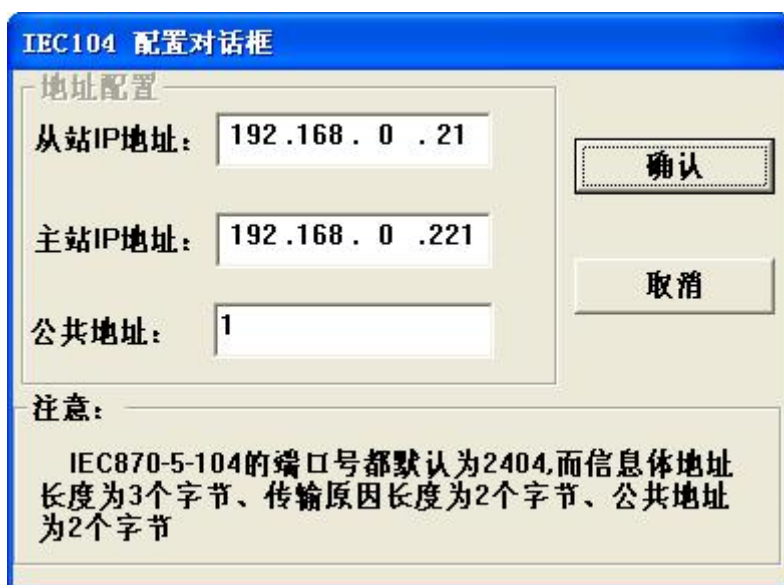 IEC104 配置对话框
地址配置
从站IP地址: 192 .168 . 0 .21
确认
主站IP地址: 192 .168 . 0 .221
取消
公共地址: 1
注意:
IEC870-5-104的端口号都默认为2404,而信息体地址
长度为3个字节、传输原因长度为2个字节、公共地址
为2个字节